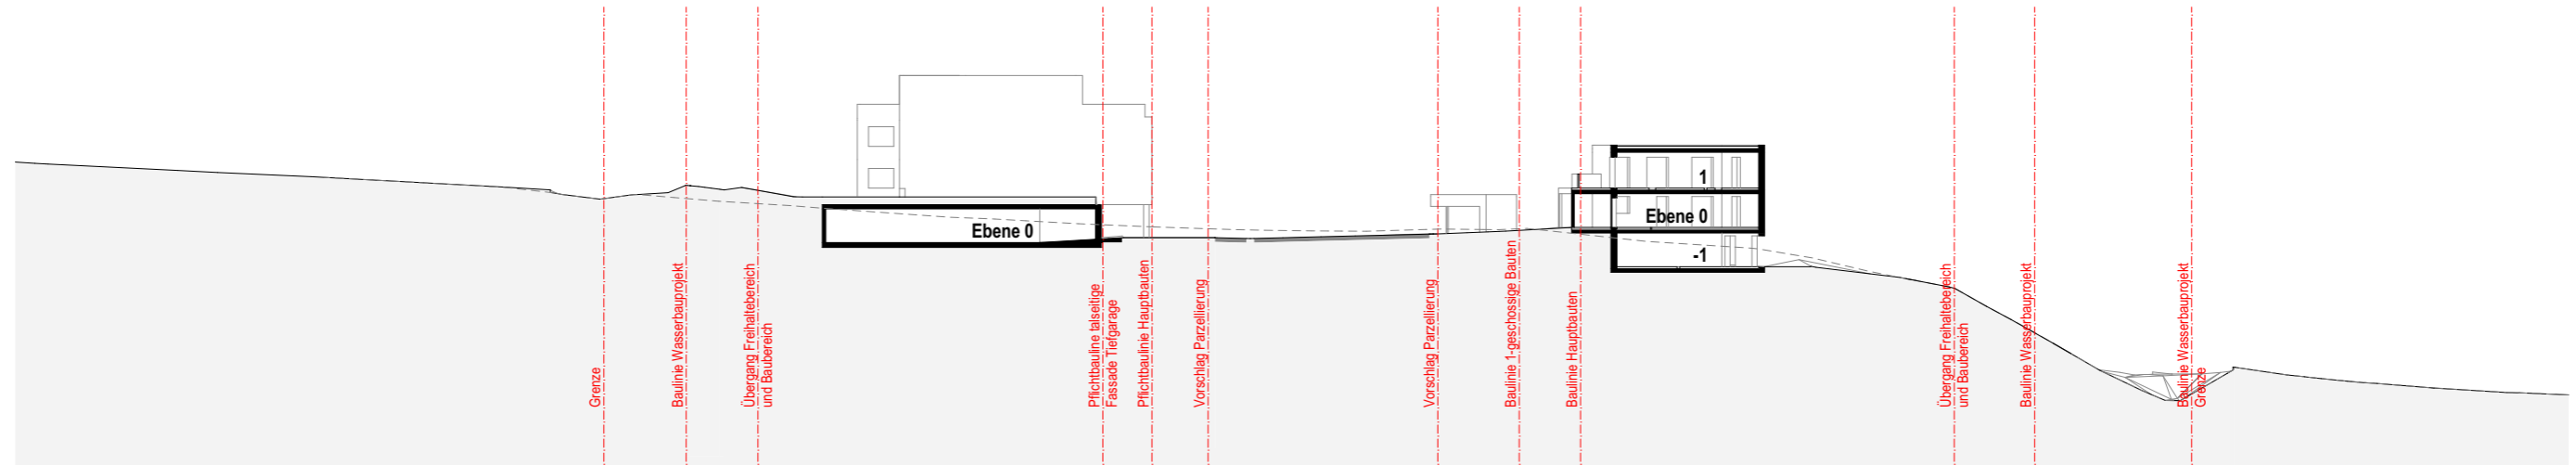 1
Ebene 0
Ebene 0
-1
Grenze
Baulinie Wasserbauprojekt
Übergang Freihaltebereich
und Baubereich
Pflichtbauline talseitige
Fassade Tiefgarage
Pflichtbaulinie Hauptbauten
Vorschlag Parzellierung
Vorschlag Parzellierung
Baulinie 1-geschossige Bauten
Baulinie Hauptbauten
Übergang Freihaltebereich
und Baubereich
Baulinie Wasserbauprojekt
Baulinie Wasserbauprojekt
Grenze